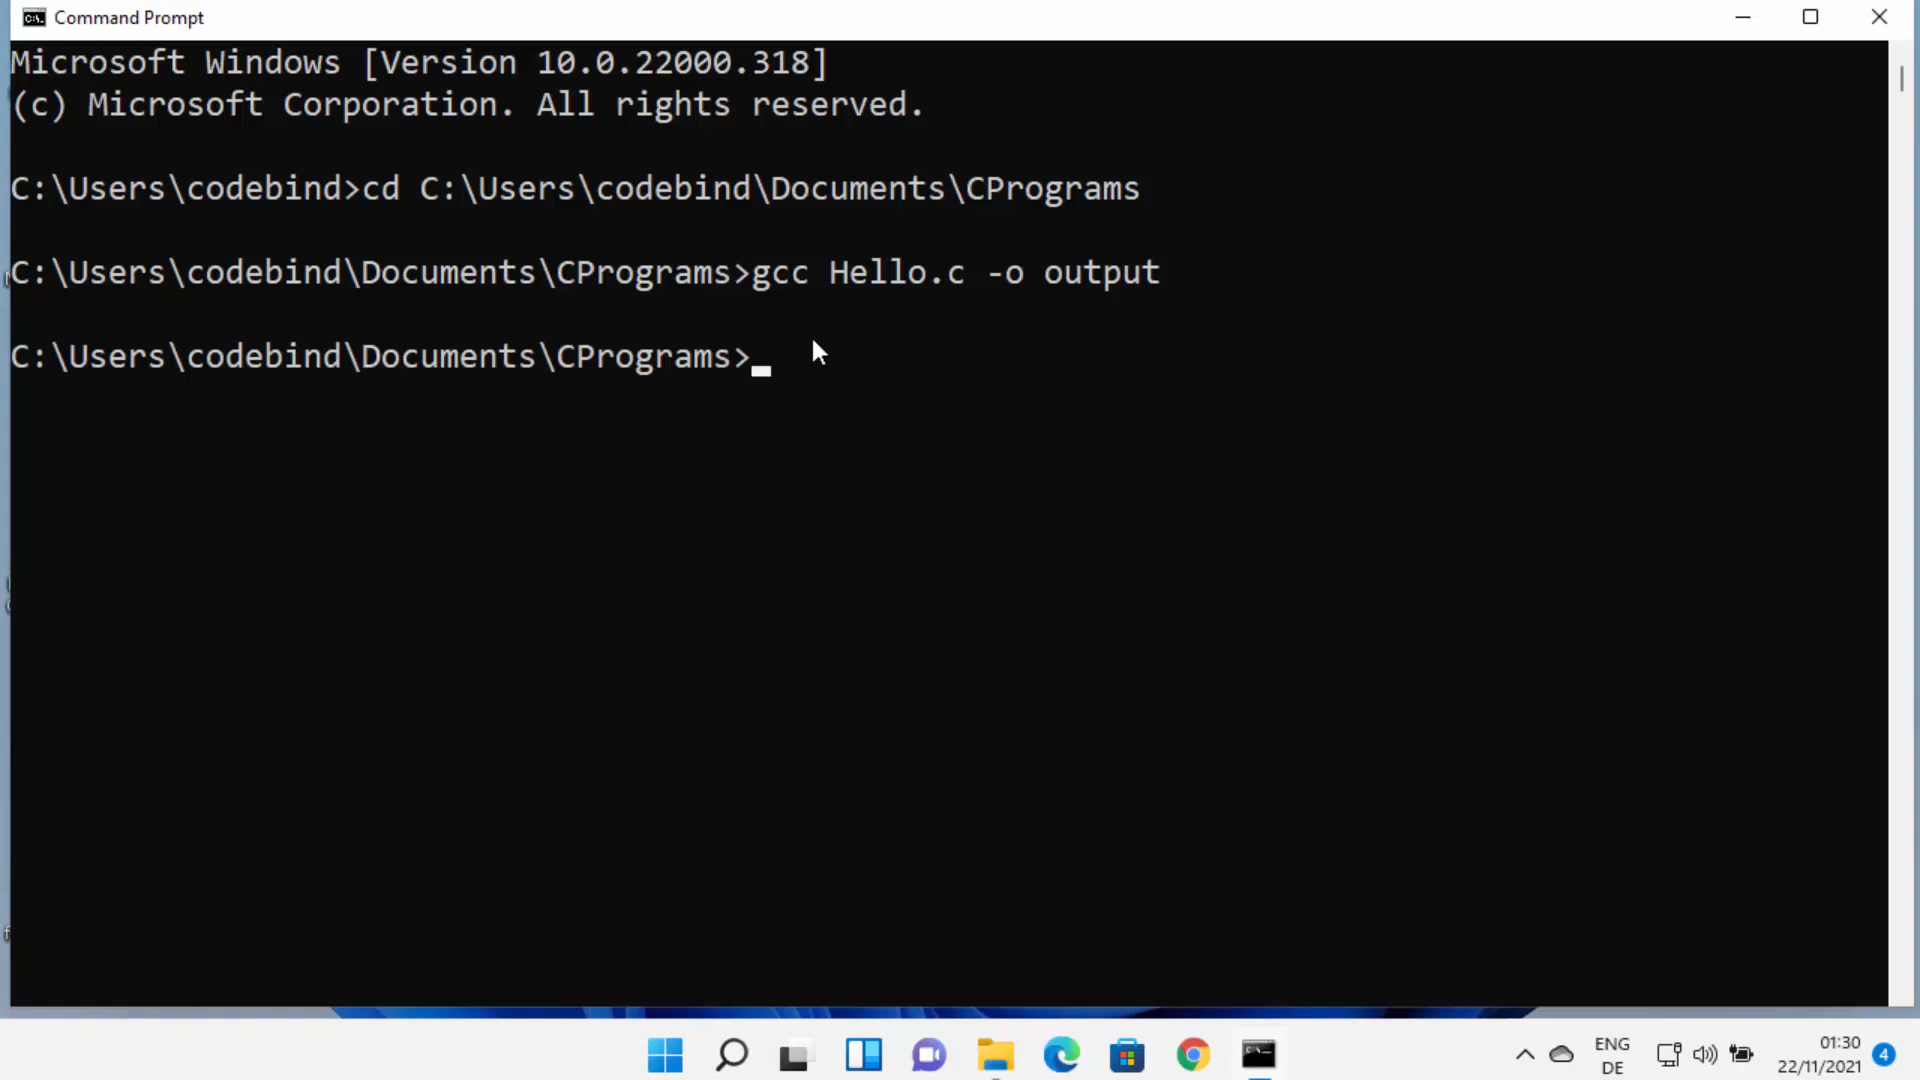 Command Prompt
Microsoft Windows [Version 10.0.22000.318]
(c) Microsoft Corporation. All rights reserved.
C:\Users\codebind>cd C:\Users\codebind\Documents\CPrograms
C:\Users\codebind\Documents\CPrograms>gcc Hello.c -o output
C:\Users\codebind\Documents\CPrograms>
ENG
DE
01:30
22/11/2021
4